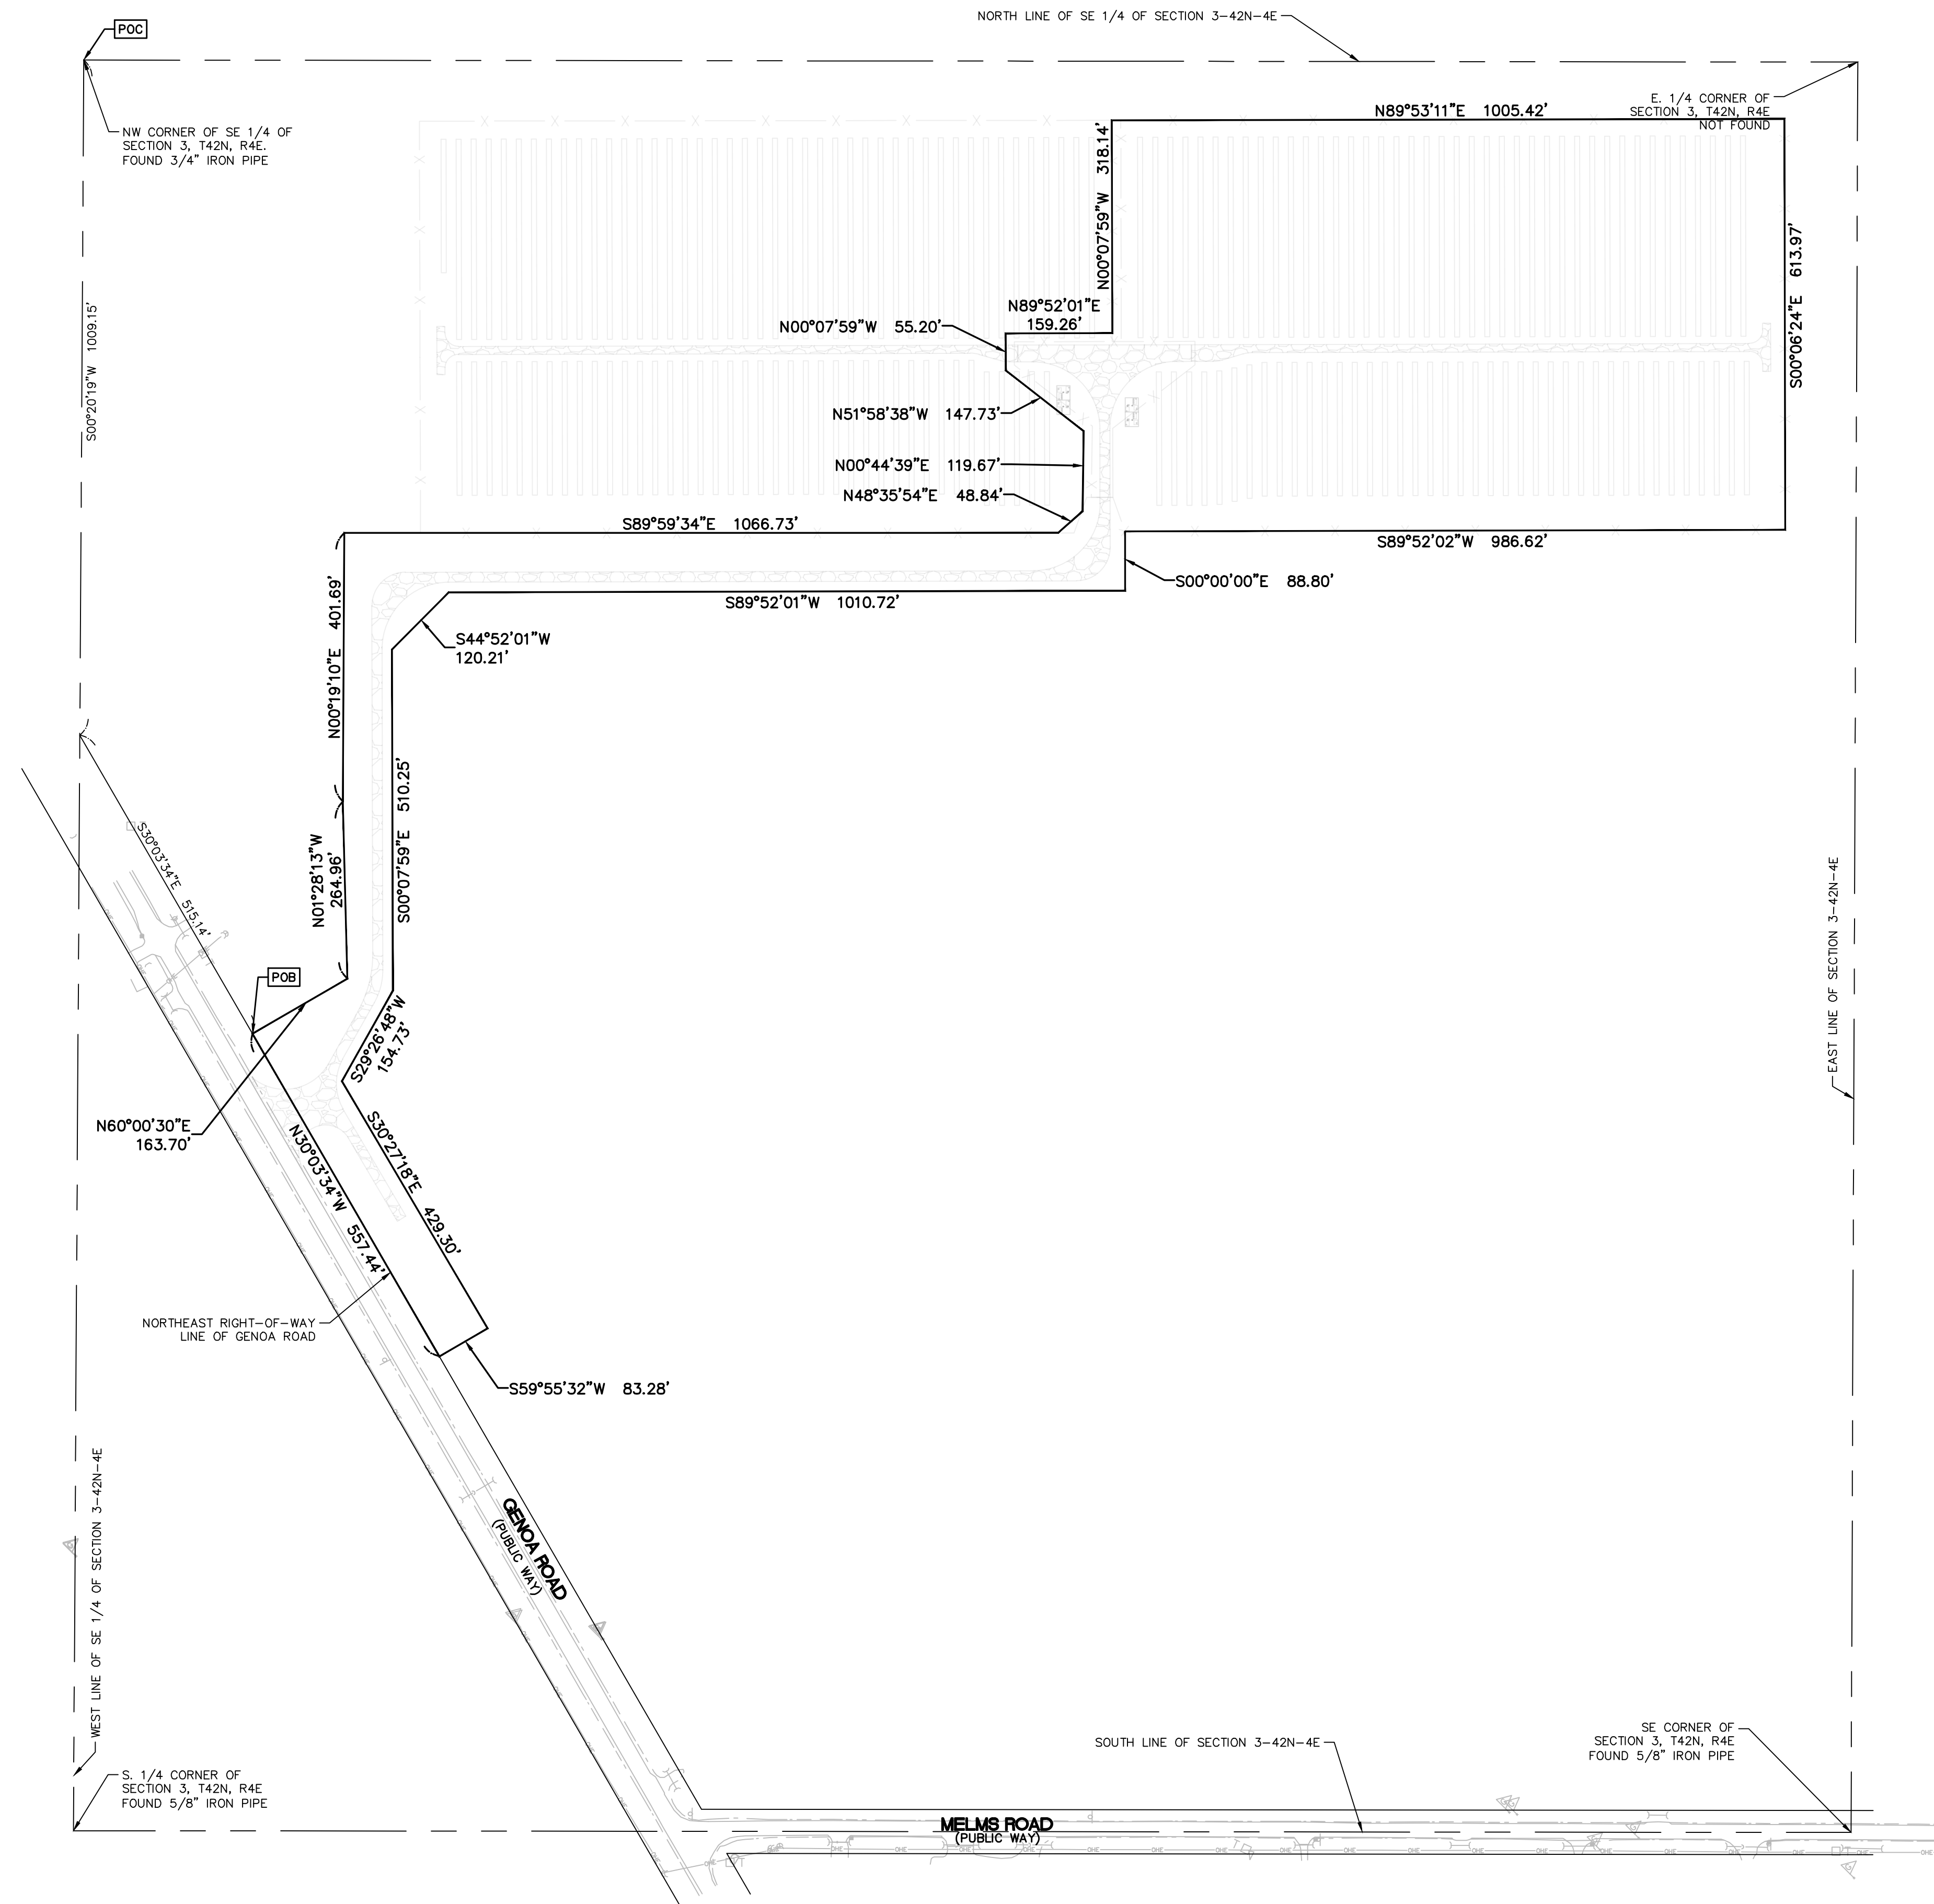 NORTH LINE OF SE 1/4 OF SECTION 3-42N-4E
POC
NW CORNER OF SE 1/4 OF
SECTION 3, T42N, R4E.
FOUND 3/4" IRON PIPE
E. 1/4 CORNER OF
SECTION 3, T42N, R4E
NOT FOUND
N89°53'11"E 1005.42'
N00°07'59"W 318.14'
S00°20'19"W 1009.15'
S00°06'24"E 613.97'
N89°52'01"E
159.26'
N00°07'59"W 55.20'
N51°58'38"W 147.73'
N00°44'39"E 119.67'
N48°35'54"E 48.84'
S89°59'34"E 1066.73'
S89°52'02"W 986.62'
S00°00'00"E 88.80'
S89°52'01"W 1010.72'
S44°52'01"W
120.21'
N00°19'10"E 401.69'
S00°07'59"E 510.25'
N01°28'13"W
264.96'
S30°03'34"E 515.14'
POB
S29°26'48"W
154.73'
N60°00'30"E
163.70'
S30°27'18"E 429.30'
N30°03'34"W 557.44'
NORTHEAST RIGHT-OF-WAY
LINE OF GENOA ROAD
S59°55'32"W 83.28'
EAST LINE OF SECTION 3-42N-4E
WEST LINE OF SE 1/4 OF SECTION 3-42N-4E
GENOA ROAD
(PUBLIC WAY)
S. 1/4 CORNER OF
SECTION 3, T42N, R4E
FOUND 5/8" IRON PIPE
SOUTH LINE OF SECTION 3-42N-4E
SE CORNER OF
SECTION 3, T42N, R4E
FOUND 5/8" IRON PIPE
MELMS ROAD
(PUBLIC WAY)